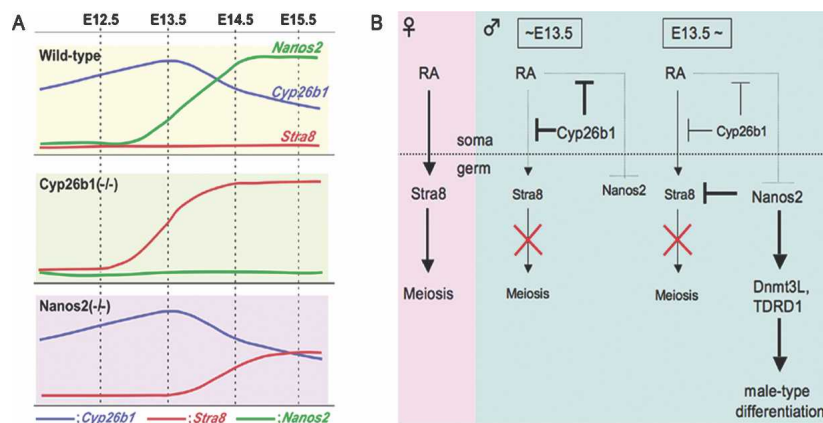 A
E12.5 E13.5 E14.5 E15.5
Wild-type
Nanos2
Cyp26b1
Stra8
Cyp26b1(-/-)
Nanos2(-/-)
:Cyp26b1 :Stra8 :Nanos2
B
♀
RA
Stra8
Meiosis
♂
~E13.5
RA
Cyp26b1
soma
germ
Stra8
Nanos2
Meiosis
E13.5 ~
RA
Cyp26b1
Stra8
Nanos2
Meiosis
Dnmt3L,
TDRD1
male-type
differentiation